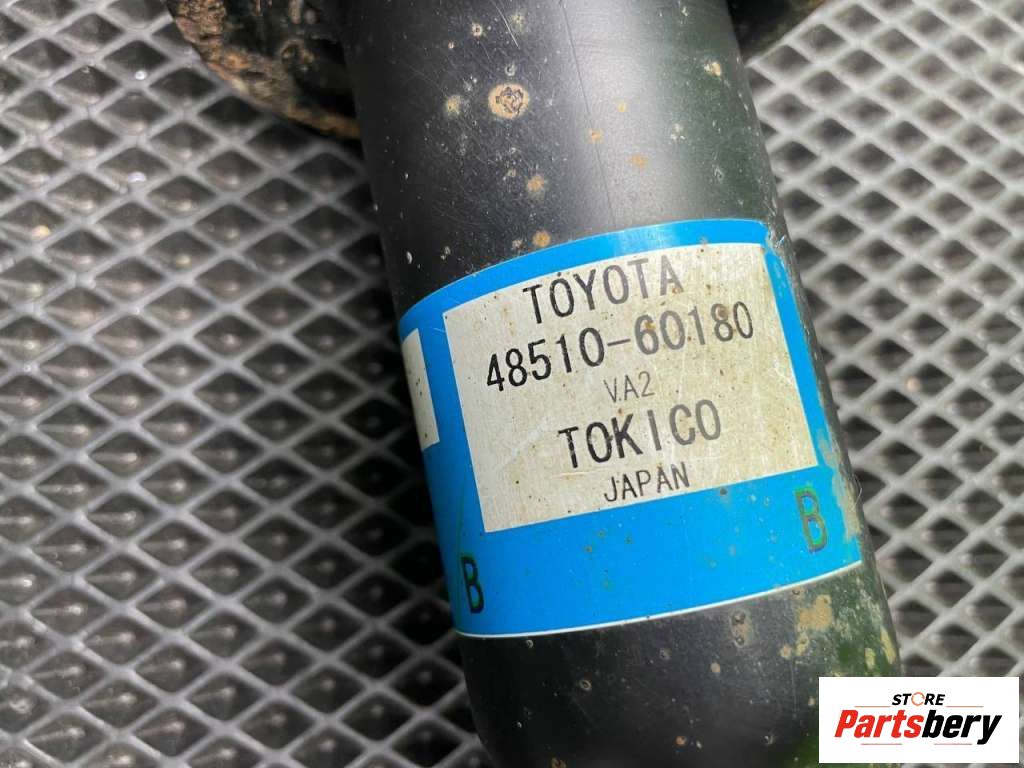 TOYOTA
48510-60180
V.A2
TOKICO
JAPAN
B
B
STORE
Partsbery